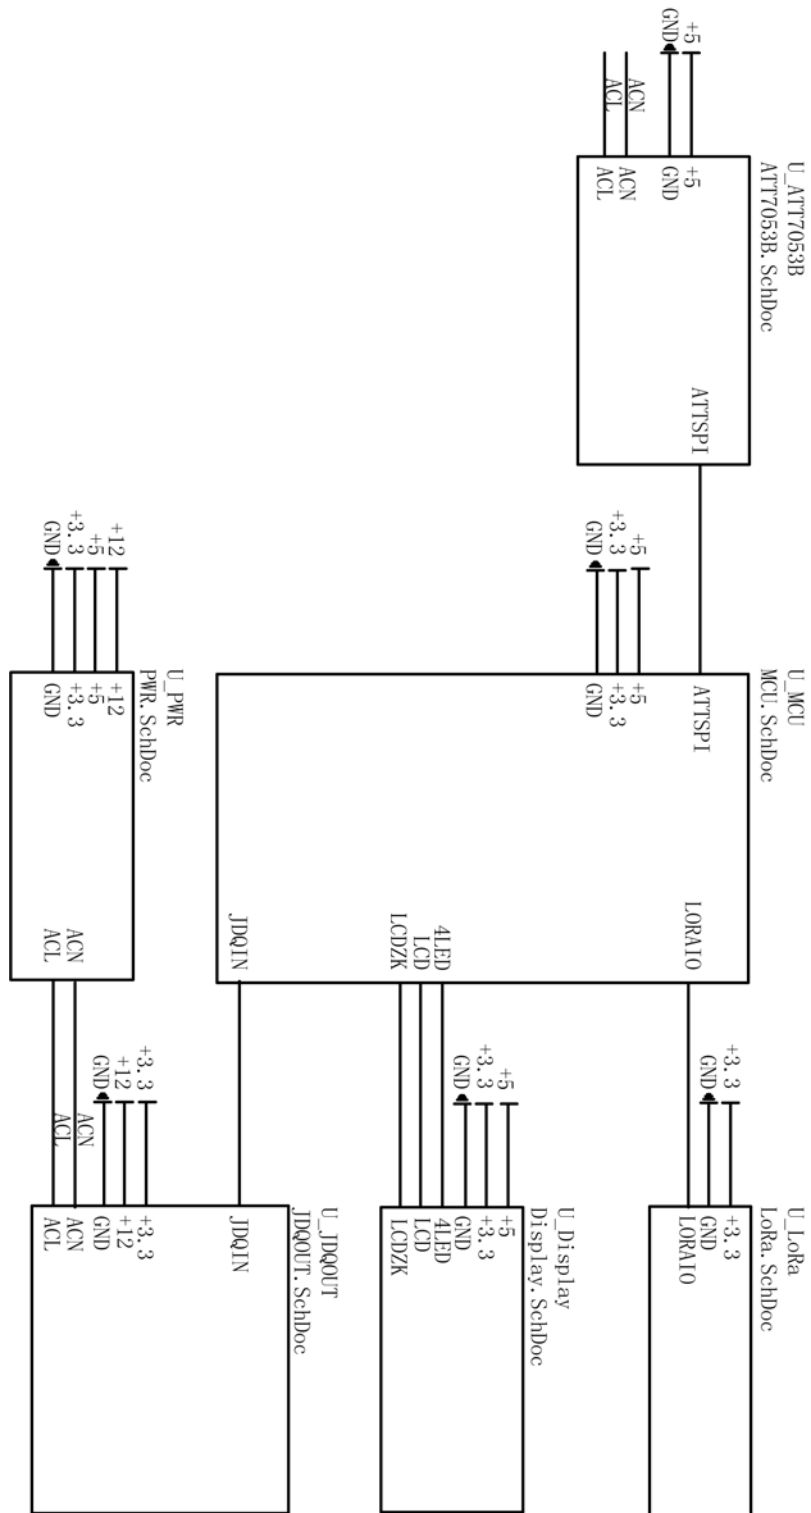 U_ATT7053B
ATT7053B.SchDoc
+5
GND
ACN
ACL
+5
GND
ACN
ACL
ATTSPI
U_MCU
MCU.SchDoc
ATTSPI
+5
+3.3
GND
+5
+3.3
GND
LORAIO
4LED
LCD
LCDZK
JDQIN
U_LoRa
LoRa.SchDoc
+3.3
GND
+3.3
GND
LORAIO
U_Display
Display.SchDoc
+5
+3.3
GND
+5
+3.3
GND
4LED
LCD
LCDZK
U_PWR
PWR.SchDoc
+12
+5
+3.3
GND
+12
+5
+3.3
GND
ACN
ACL
U_JDQOUT
JDQOUT.SchDoc
JDQIN
+3.3
+12
GND
ACN
ACL
+3.3
+12
GND
ACN
ACL